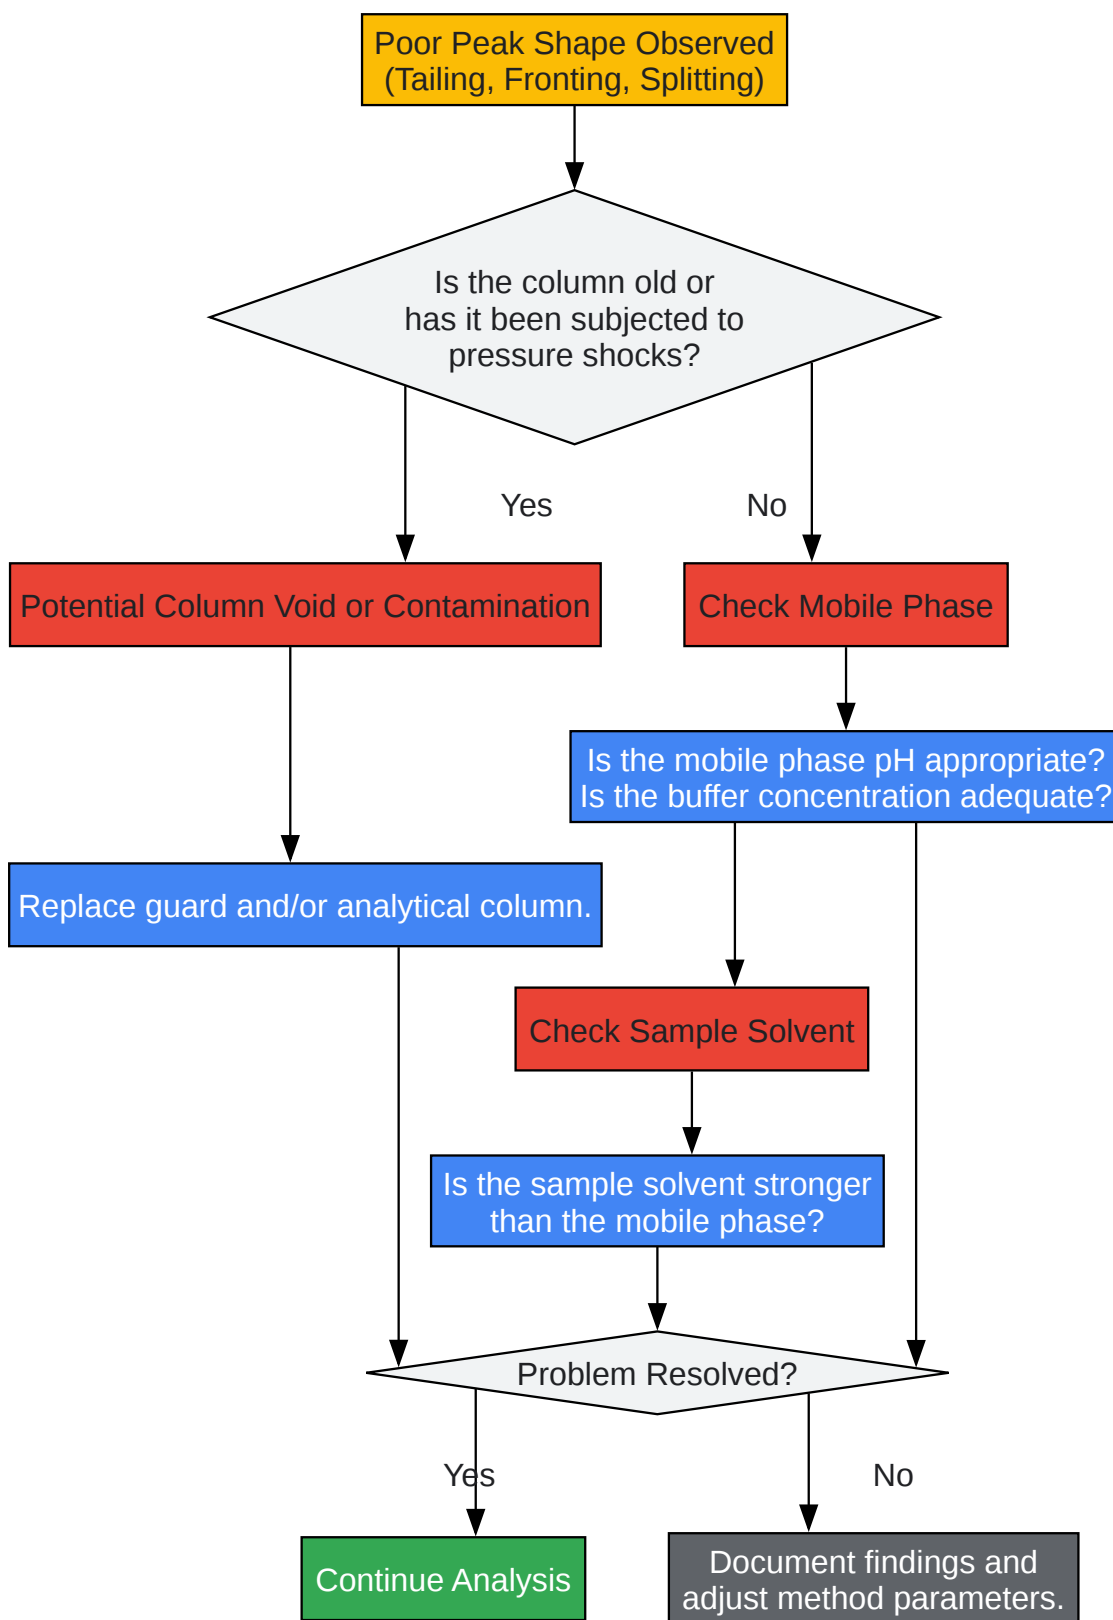 Poor Peak Shape Observed
(Tailing, Fronting, Splitting)
Is the column old or
has it been subjected to
pressure shocks?
Yes
No
Potential Column Void or Contamination
Check Mobile Phase
Is the mobile phase pH appropriate?
Is the buffer concentration adequate?
Replace guard and/or analytical column.
Check Sample Solvent
Is the sample solvent stronger
than the mobile phase?
Problem Resolved?
Yes
No
Continue Analysis
Document findings and
adjust method parameters.